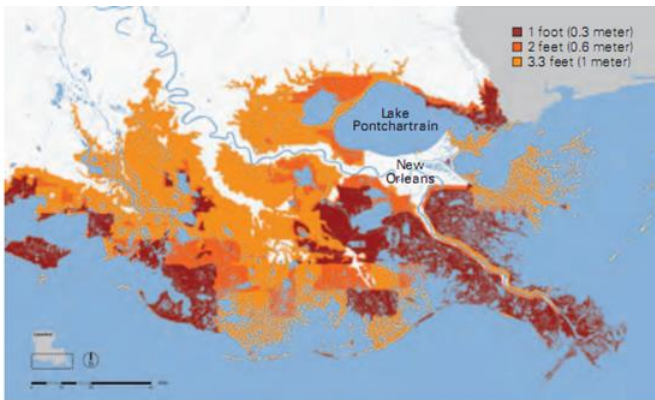 1 foot (0.3 meter)
2 feet (0.6 meter)
3.3 feet (1 meter)
Lake
Pontchartrain
New
Orleans